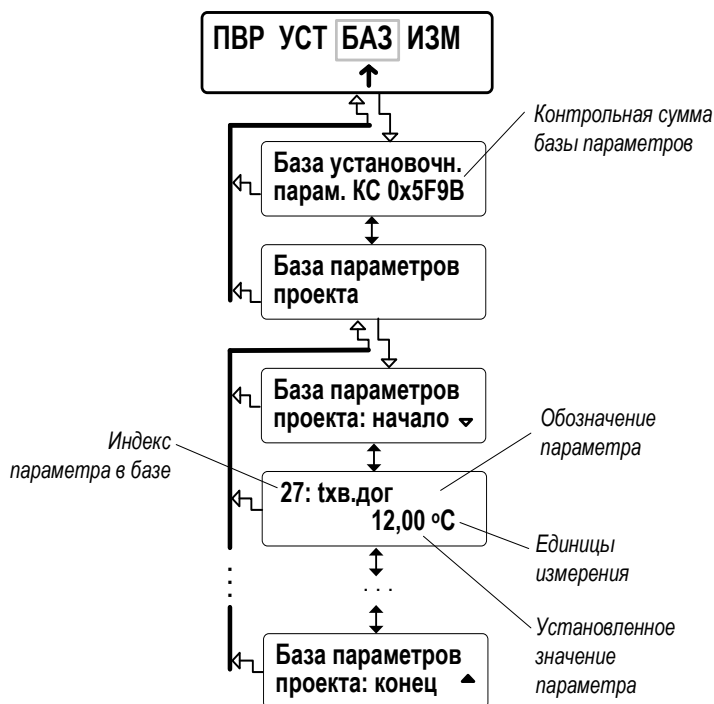 ПВР УСТ БАЗ ИЗМ
Контрольная сумма
базы параметров
База установочн.
парам. КС 0x5F9B
База параметров
проекта
База параметров
проекта: начало
Обозначение
параметра
Индекс
параметра в базе
27: tхв.дог
12,00 ºС
Единицы
измерения
. . .
Установленное
значение
параметра
База параметров
проекта: конец